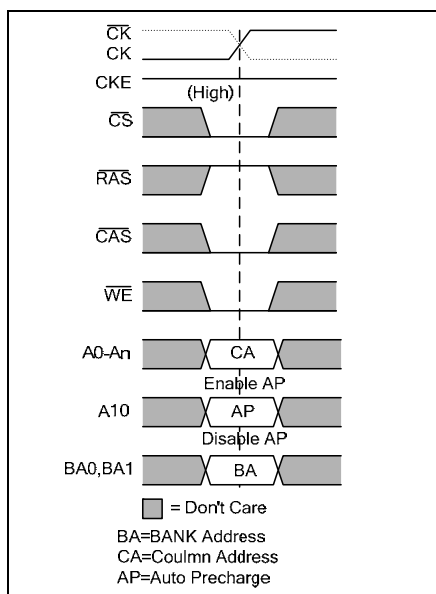 CK
CK
CKE
(High)
CS
RAS
CAS
WE
A0-An CA
Enable AP
A10 AP
Disable AP
BA0,BA1 BA
= Don't Care
BA=BANK Address
CA=Coulmn Address
AP=Auto Precharge